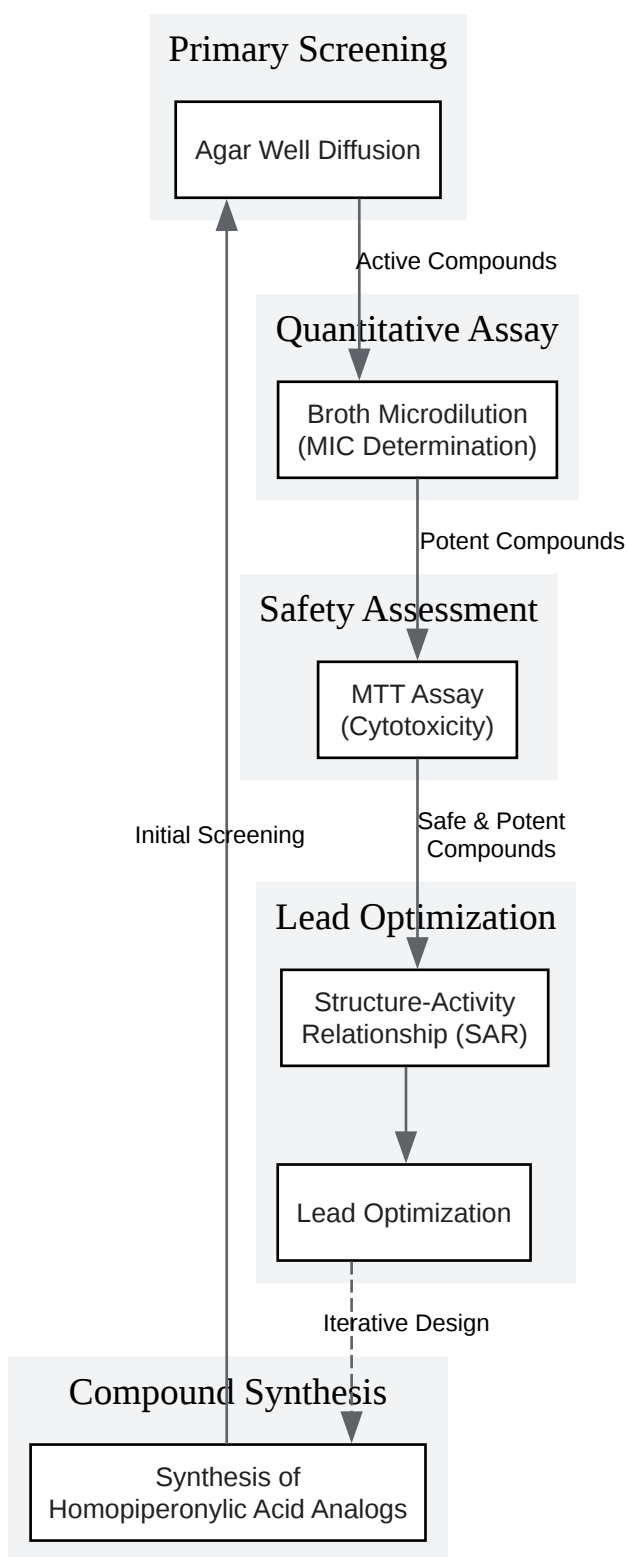 Primary Screening
Agar Well Diffusion
Active Compounds
Quantitative Assay
Broth Microdilution
(MIC Determination)
Potent Compounds
Safety Assessment
MTT Assay
(Cytotoxicity)
Initial Screening
Safe & Potent
Compounds
Lead Optimization
Structure-Activity
Relationship (SAR)
Lead Optimization
Iterative Design
Compound Synthesis
Synthesis of
Homopiperonylic Acid Analogs